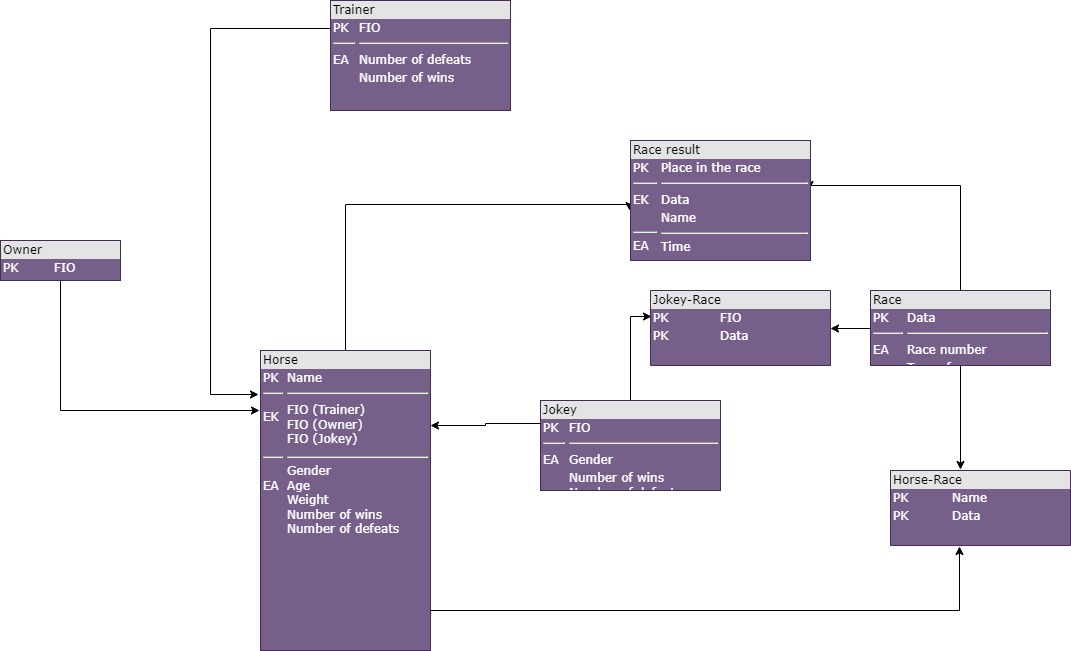 Trainer
PK FIO
EA Number of defeats
Number of wins
Race result
PK Place in the race
EK Data
Name
EA Time
Owner
PK FIO
Jokey-Race
PK FIO
PK Data
Race
PK Data
EA Race number
Horse
PK Name
EK FIO (Trainer)
FIO (Owner)
FIO (Jokey)
Gender
EA Age
Weight
Number of wins
Number of defeats
Jokey
PK FIO
EA Gender
Number of wins
Horse-Race
PK Name
PK Data